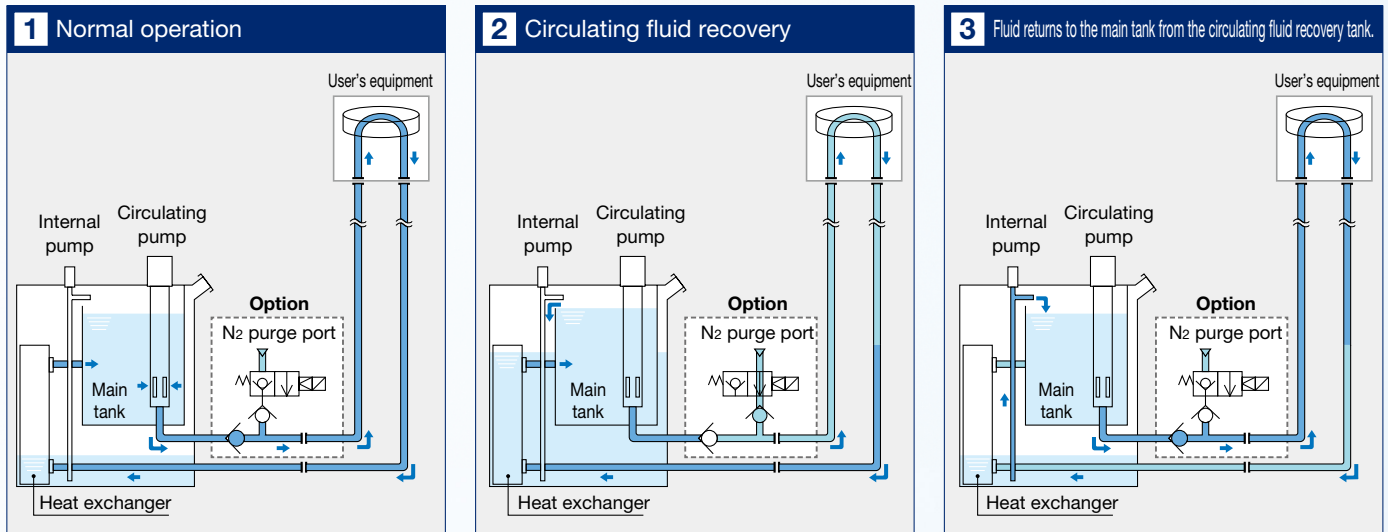 1 Normal operation
User's equipment
Internal
pump
Circulating
pump
Option
N2 purge port
Main
tank
Heat exchanger
2 Circulating fluid recovery
User's equipment
Internal
pump
Circulating
pump
Option
N2 purge port
Main
tank
Heat exchanger
3 Fluid returns to the main tank from the circulating fluid recovery tank.
User's equipment
Internal
pump
Circulating
pump
Option
N2 purge port
Main
tank
Heat exchanger